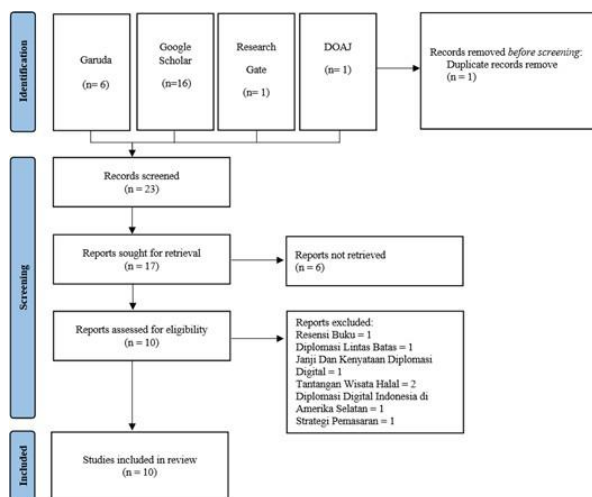 Identification
Garuda
(n= 6)
Google
Scholar
(n=16)
Research
Gate
(n= 1)
DOAJ
(n= 1)
Records removed before screening:
Duplicate records remove
(n = 1)
Screening
Records screened
(n = 23)
Reports sought for retrieval
(n = 17)
Reports not retrieved
(n = 6)
Reports assessed for eligibility
(n = 10)
Reports excluded:
Resensi Buku = 1
Diplomasi Lintas Batas = 1
Janji Dan Kenyataan Diplomasi
Digital = 1
Tantangan Wisata Halal = 2
Diplomasi Digital Indonesia di
Amerika Selatan = 1
Strategi Pemasaran = 1
Included
Studies included in review
(n = 10)